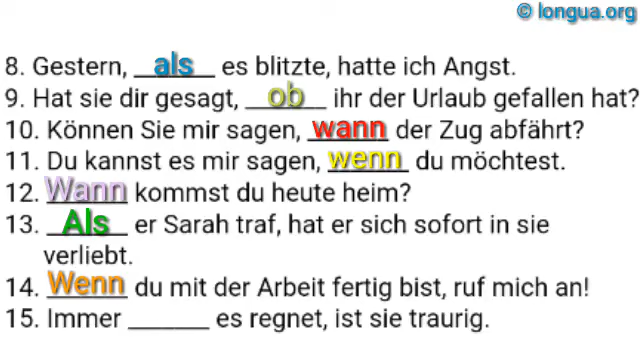 © longua.org
8. Gestern, als es blitzte, hatte ich Angst.
9. Hat sie dir gesagt, ob ihr der Urlaub gefallen hat?
10. Können Sie mir sagen, wann der Zug abfährt?
11. Du kannst es mir sagen, wenn du möchtest.
12. Wann kommst du heute heim?
13. Als er Sarah traf, hat er sich sofort in sie
verliebt.
14. Wenn du mit der Arbeit fertig bist, ruf mich an!
15. Immer ______ es regnet, ist sie traurig.